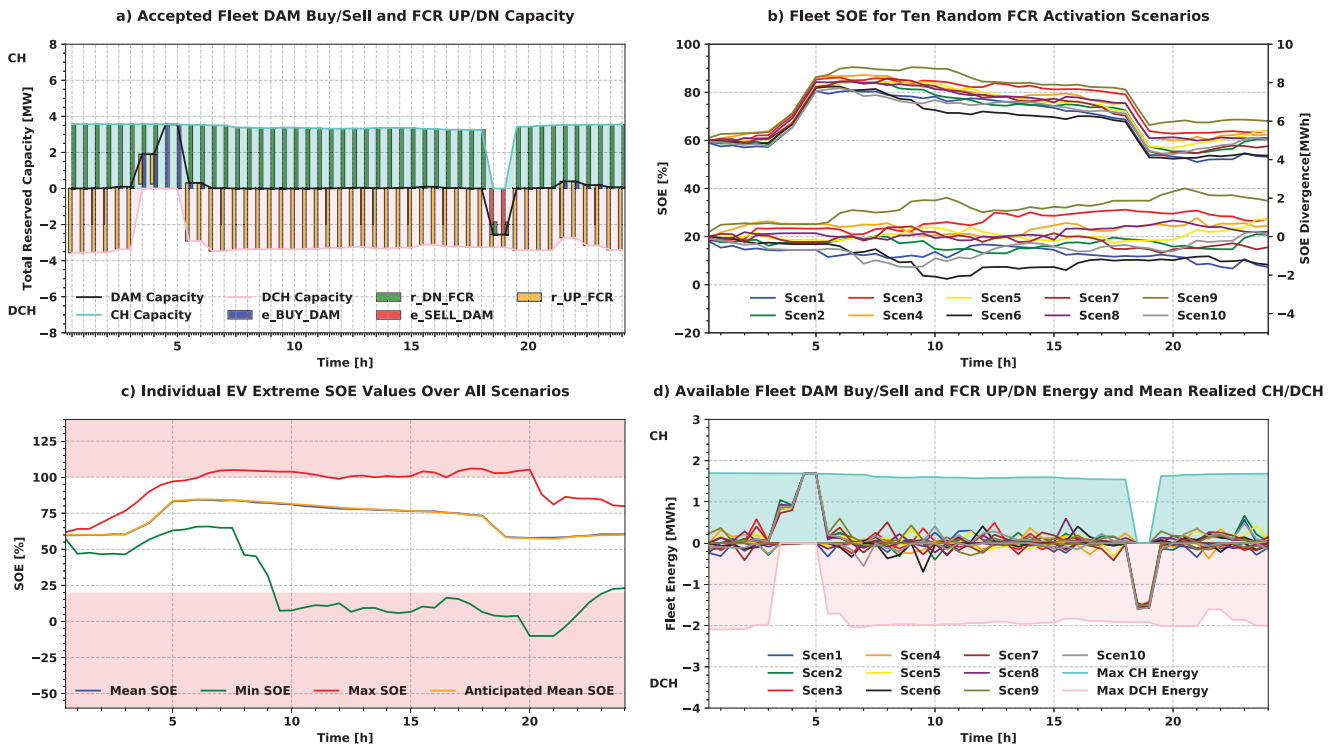 a) Accepted Fleet DAM Buy/Sell and FCR UP/DN Capacity
CH
Total Reserved Capacity [MW]
DCH
8
6
4
2
0
−2
−4
−6
−8
DAM Capacity
CH Capacity
DCH Capacity
e_BUY_DAM
r_DN_FCR
e_SELL_DAM
r_UP_FCR
5 10 15 20
Time [h]
b) Fleet SOE for Ten Random FCR Activation Scenarios
SOE [%]
100
80
60
40
20
0
−20
10
8
6
4
2
0
−2
−4
SOE Divergence[MWh]
Scen1
Scen2
Scen3
Scen4
Scen5
Scen6
Scen7
Scen8
Scen9
Scen10
5 10 15 20
Time [h]
c) Individual EV Extreme SOE Values Over All Scenarios
SOE [%]
125
100
75
50
25
0
−25
−50
Mean SOE
Min SOE
Max SOE
Anticipated Mean SOE
5 10 15 20
Time [h]
d) Available Fleet DAM Buy/Sell and FCR UP/DN Energy and Mean Realized CH/DCH
CH
Fleet Energy [MWh]
DCH
3
2
1
0
−1
−2
−3
−4
Scen1
Scen2
Scen3
Scen4
Scen5
Scen6
Scen7
Scen8
Scen9
Scen10
Max CH Energy
Max DCH Energy
5 10 15 20
Time [h]